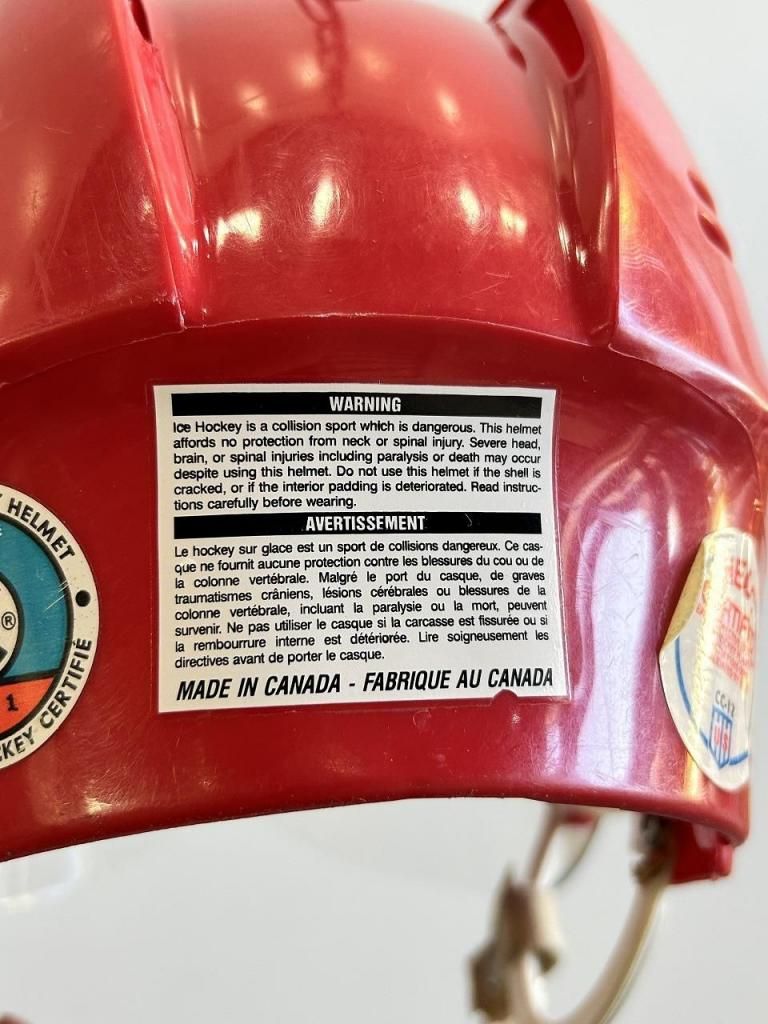 WARNING
Ice Hockey is a collision sport which is dangerous. This helmet
affords no protection from neck or spinal injury. Severe head,
brain, or spinal injuries including paralysis or death may occur
despite using this helmet. Do not use this helmet if the shell is
cracked, or if the interior padding is deteriorated. Read instruc-
tions carefully before wearing.
AVERTISSEMENT
Le hockey sur glace est un sport de collisions dangereux. Ce cas-
que ne fournit aucune protection contre les blessures du cou ou de
la colonne vertébrale. Malgré le port du casque, de graves
traumatismes crâniens, lésions cérébrales ou blessures de la
colonne vertébrale, incluant la paralysie ou la mort, peuvent
survenir. Ne pas utiliser le casque si la carcasse est fissurée ou si
la rembourrure interne est détériorée. Lire soigneusement les
directives avant de porter le casque.
MADE IN CANADA - FABRIQUE AU CANADA
HELMET
®
1
CERTIFIÉ